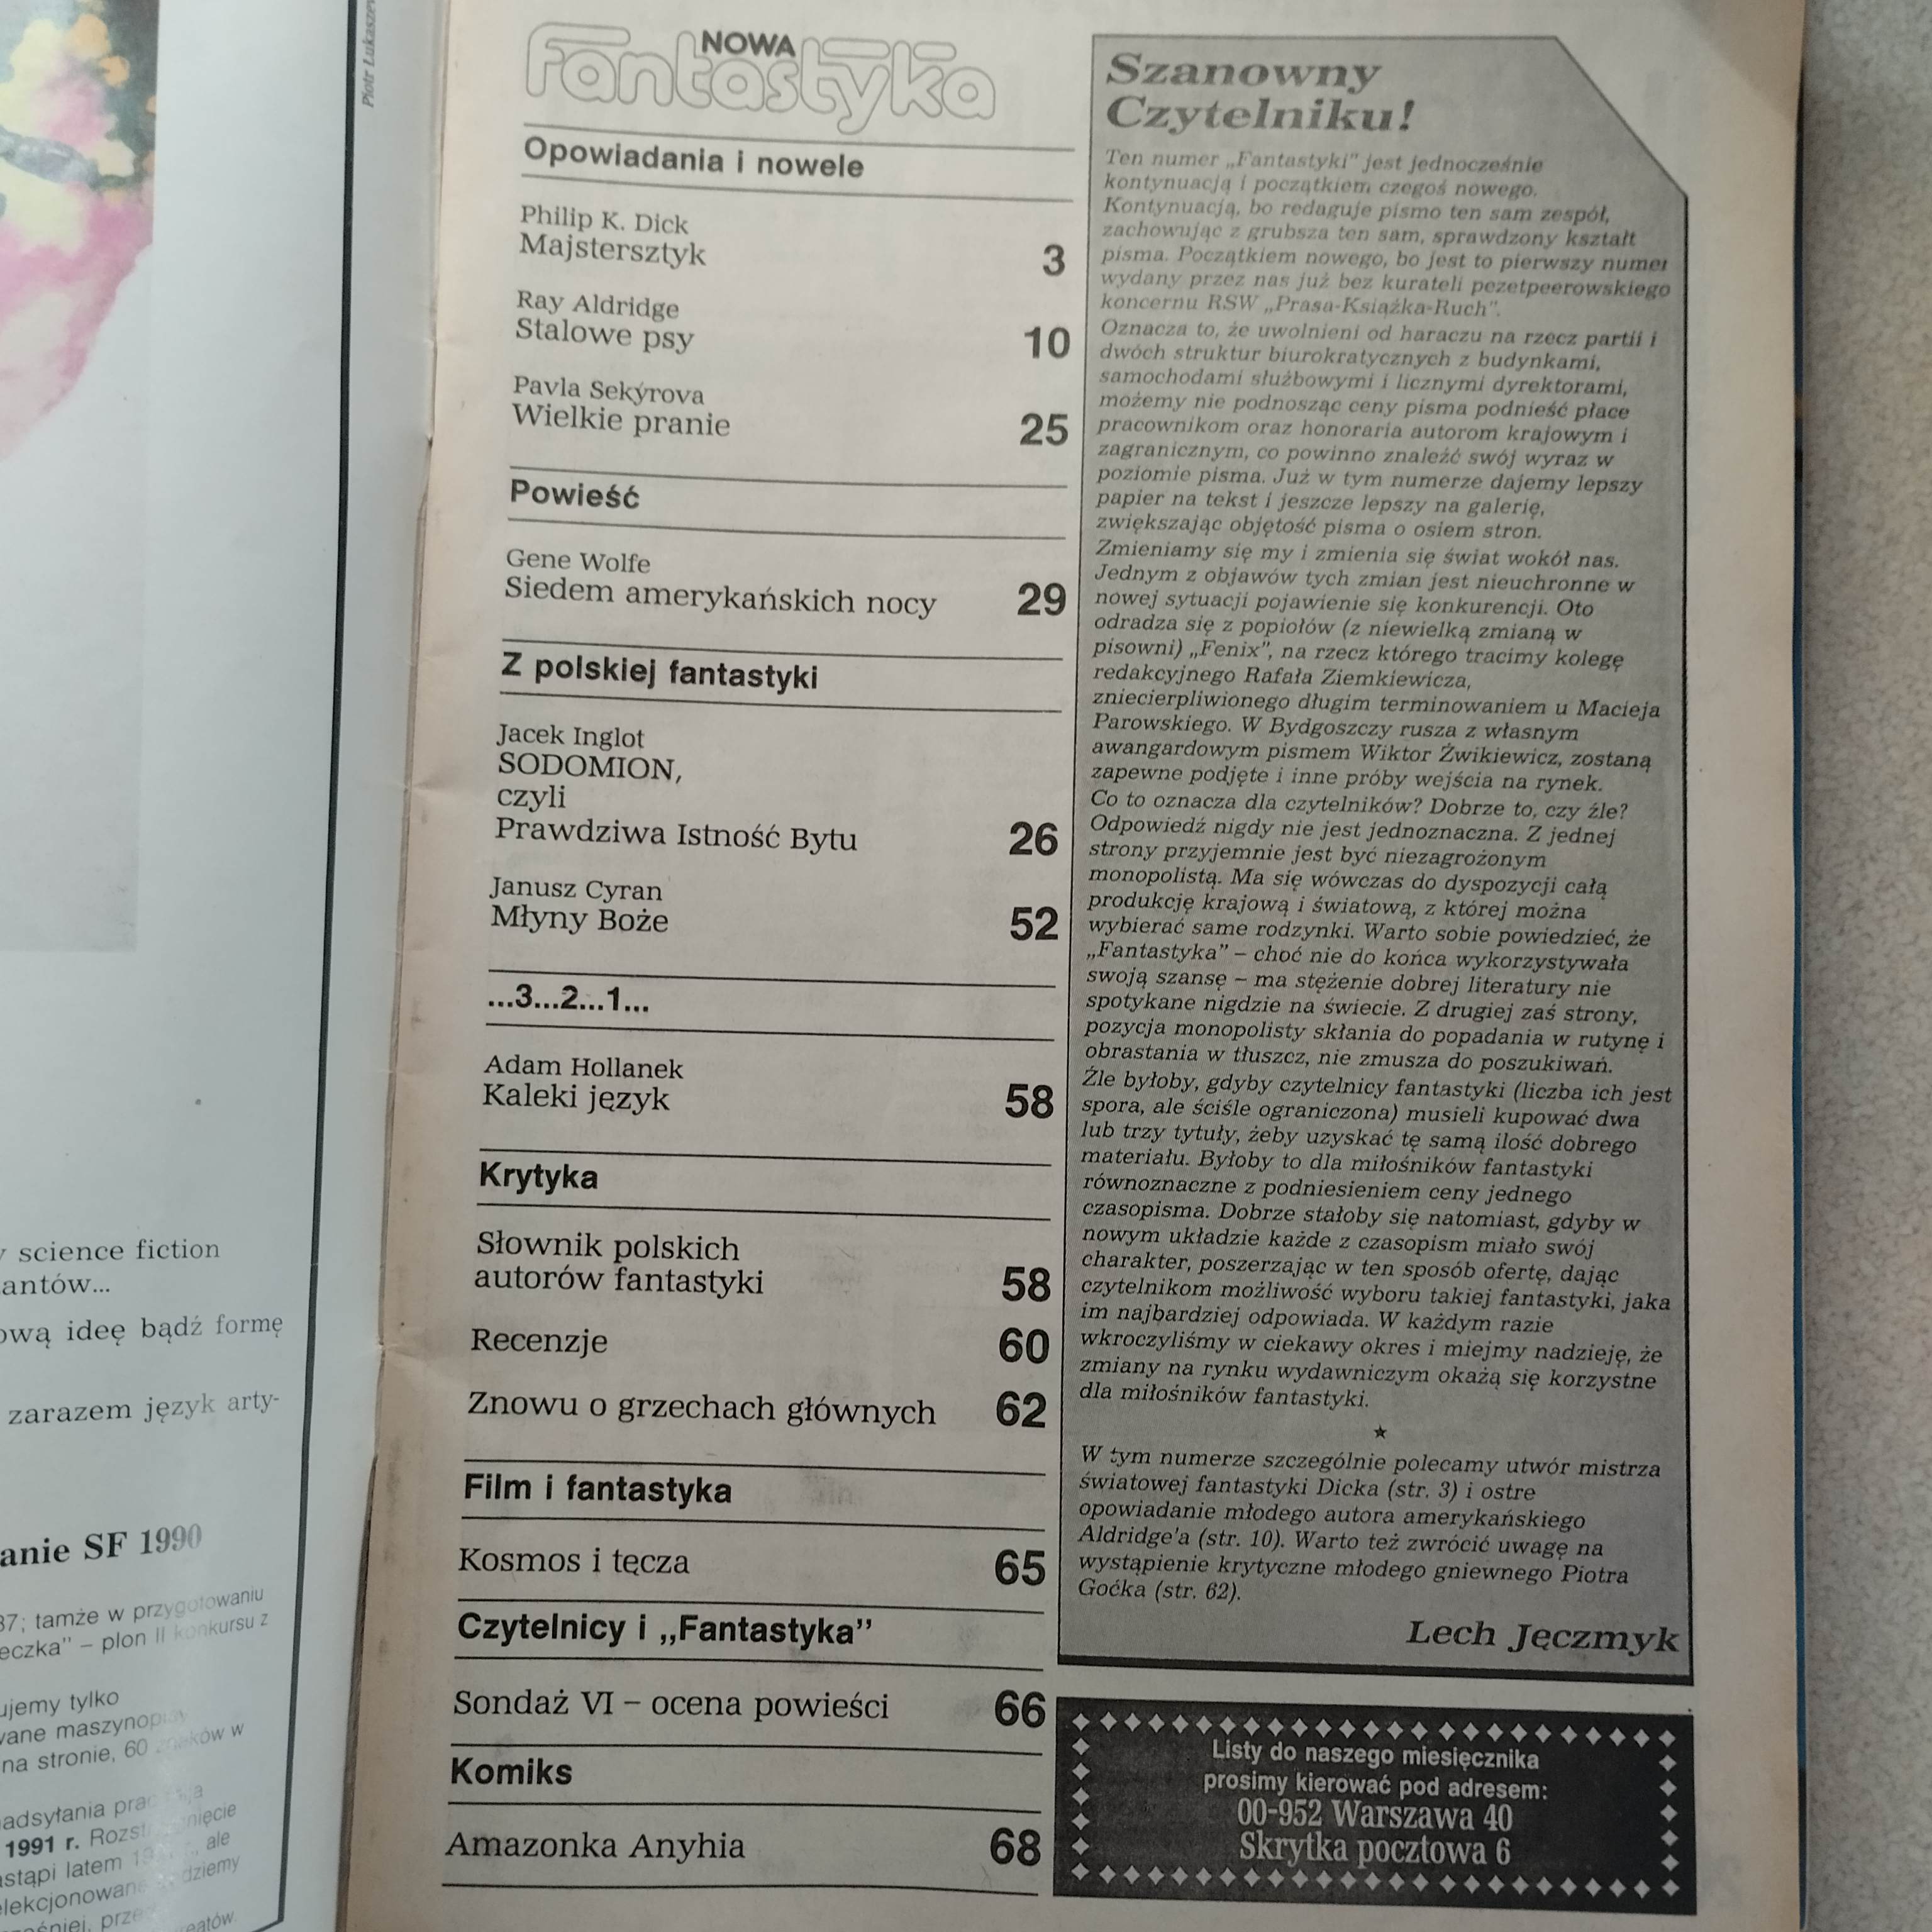 Piotr
science fiction
antów...
ową ideę bądź formę
zarazem język arty-
anie SF 1990
87; tamże w przygotowaniu
eczka" – plon II konkursu z
ujemy tylko
wane
na stronie, 60 znaków w
adsyłania
1991 r.
astąpi latem
ale
NOWA
Fantastyka
Opowiadania i nowele
Philip K. Dick
Majstersztyk 3
Ray Aldridge
Stalowe psy 10
Pavla Sekýrova
Wielkie pranie 25
Powieść
Gene Wolfe
Siedem amerykańskich nocy 29
Z polskiej fantastyki
Jacek Inglot
SODOMION,
czyli
Prawdziwa Istność Bytu 26
Janusz Cyran
Młyny Boże 52
...3...2...1...
Adam Hollanek
Kaleki język 58
Krytyka
Słownik polskich
autorów fantastyki 58
Recenzje 60
Znowu o grzechach głównych 62
Film i fantastyka
Kosmos i tęcza 65
Czytelnicy i „Fantastyka”
Sondaż VI – ocena powieści 66
Komiks
Amazonka Anyhia 68
Szanowny
Czytelniku!
Ten numer „Fantastyki” jest jednocześnie
kontynuacją i początkiem czegoś nowego.
Kontynuacją, bo redaguje pismo ten sam zespół,
zachowując z grubsza ten sam, sprawdzony kształt
pisma. Początkiem nowego, bo jest to pierwszy numer
wydany przez nas już bez kurateli pezetpeerowskiego
koncernu RSW „Prasa-Książka-Ruch”.
Oznacza to, że uwolnieni od haraczu na rzecz partii i
dwóch struktur biurokratycznych z budynkami,
samochodami służbowymi i licznymi dyrektorami,
możemy nie podnosząc ceny pisma podnieść płace
pracownikom oraz honoraria autorom krajowym i
zagranicznym, co powinno znaleźć swój wyraz w
poziomie pisma. Już w tym numerze dajemy lepszy
papier na tekst i jeszcze lepszy na galerię,
zwiększając objętość pisma o osiem stron.
Zmieniamy się my i zmienia się świat wokół nas.
Jednym z objawów tych zmian jest nieuchronne w
nowej sytuacji pojawienie się konkurencji. Oto
odradza się z popiołów (z niewielką zmianą w
pisowni) „Fenix”, na rzecz którego tracimy kolegę
redakcyjnego Rafała Ziemkiewicza,
zniecierpliwionego długim terminowaniem u Macieja
Parowskiego. W Bydgoszczy rusza z własnym
awangardowym pismem Wiktor Żwikiewicz, zostaną
zapewne podjęte i inne próby wejścia na rynek.
Co to oznacza dla czytelników? Dobrze to, czy źle?
Odpowiedź nigdy nie jest jednoznaczna. Z jednej
strony przyjemnie jest być niezagrożonym
monopolistą. Ma się wówczas do dyspozycji całą
produkcję krajową i światową, z której można
wybierać same rodzynki. Warto sobie powiedzieć, że
„Fantastyka” – choć nie do końca wykorzystywała
swoją szansę – ma stężenie dobrej literatury nie
spotykane nigdzie na świecie. Z drugiej zaś strony,
pozycja monopolisty skłania do popadania w rutynę i
obrastania w tłuszcz, nie zmusza do poszukiwań.
Źle byłoby, gdyby czytelnicy fantastyki (liczba ich jest
spora, ale ściśle ograniczona) musieli kupować dwa
lub trzy tytuły, żeby uzyskać tę samą ilość dobrego
materiału. Byłoby to dla miłośników fantastyki
równoznaczne z podniesieniem ceny jednego
czasopisma. Dobrze stałoby się natomiast, gdyby w
nowym układzie każde z czasopism miało swój
charakter, poszerzając w ten sposób ofertę, dając
czytelnikom możliwość wyboru takiej fantastyki, jaka
im najbardziej odpowiada. W każdym razie
wkroczyliśmy w ciekawy okres i miejmy nadzieję, że
zmiany na rynku wydawniczym okażą się korzystne
dla miłośników fantastyki.
★
W tym numerze szczególnie polecamy utwór mistrza
światowej fantastyki Dicka (str. 3) i ostre
opowiadanie młodego autora amerykańskiego
Aldridge'a (str. 10). Warto też zwrócić uwagę na
wystąpienie krytyczne młodego gniewnego Piotra
Goćka (str. 62).
Lech Jęczmyk
Listy do naszego miesięcznika
prosimy kierować pod adresem:
00-952 Warszawa 40
Skrytka pocztowa 6